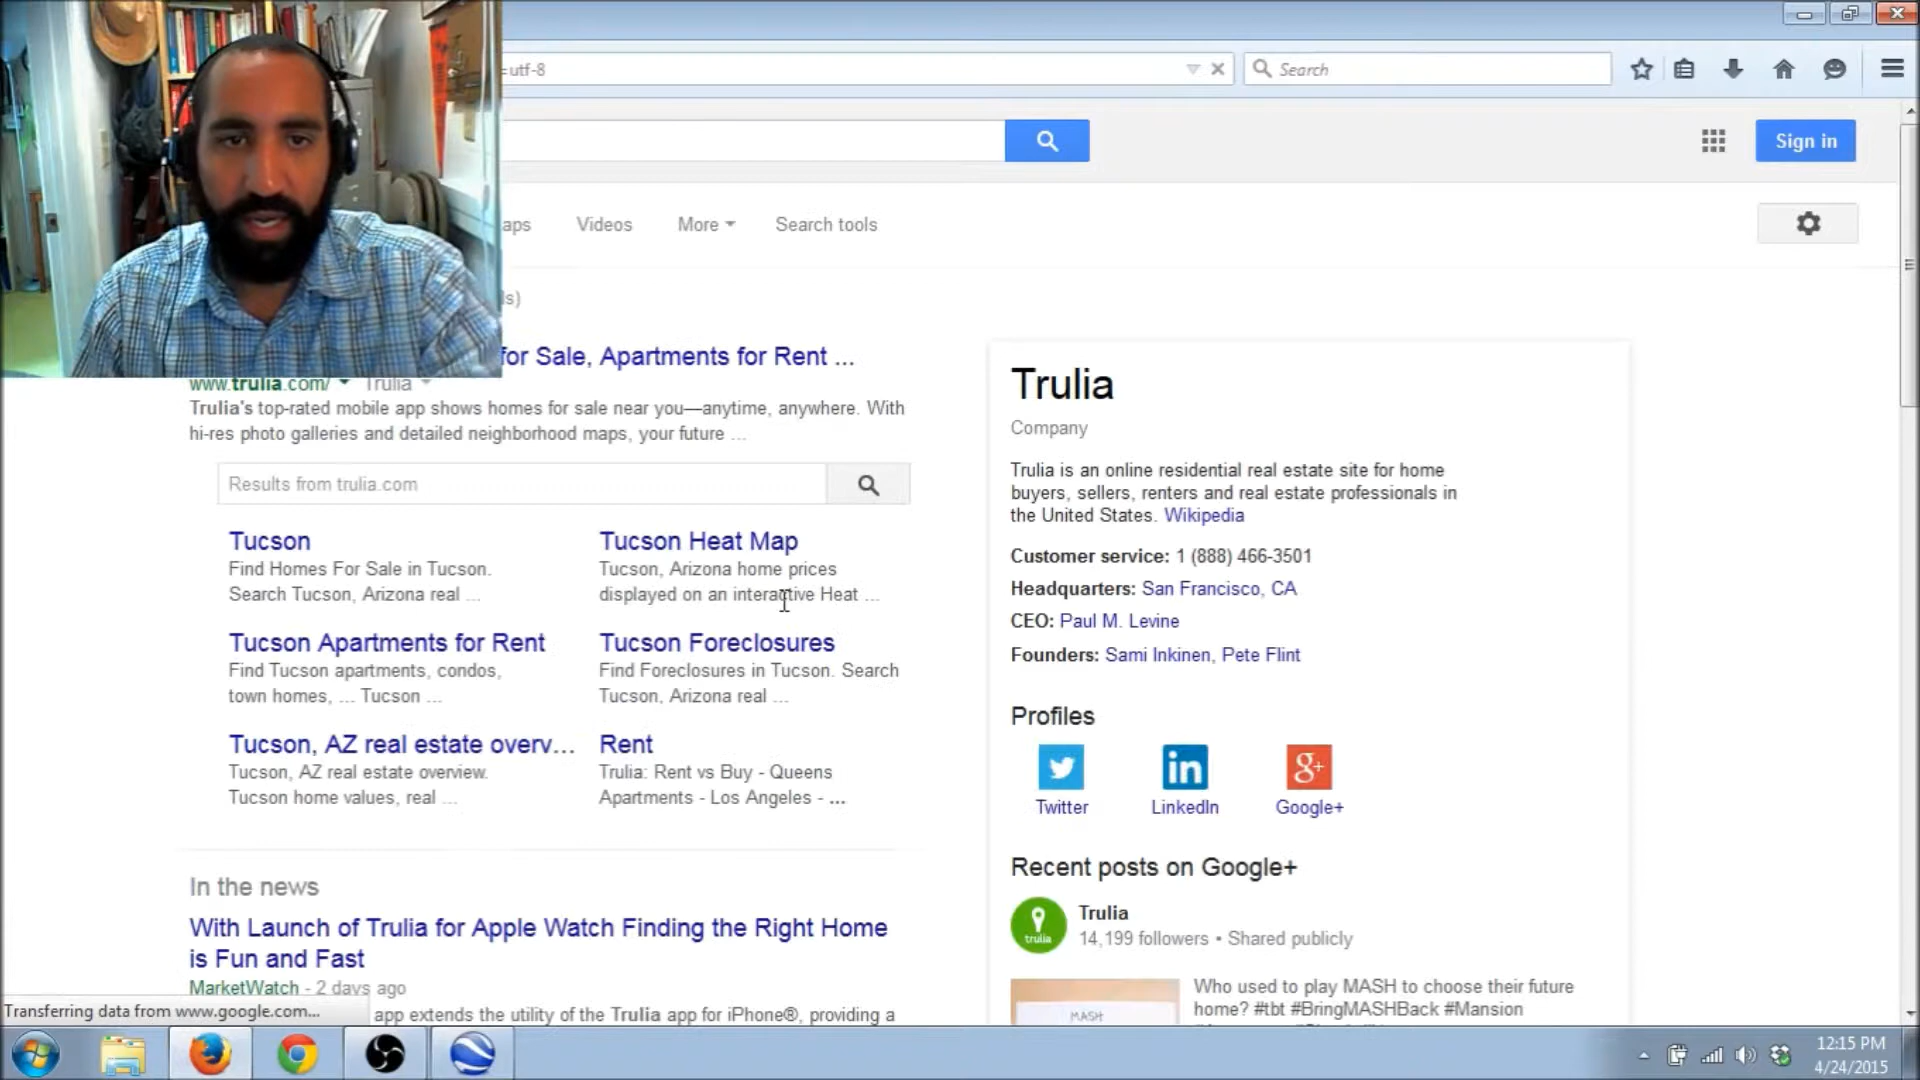 =utf-8
Search
Sign in
aps
Videos
More
Search tools
s)
for Sale, Apartments for Rent ...
www.trulia.com/
Trulia
Trulia's top-rated mobile app shows homes for sale near you—anytime, anywhere. With
hi-res photo galleries and detailed neighborhood maps, your future ...
Results from trulia.com
Tucson
Find Homes For Sale in Tucson.
Search Tucson, Arizona real ...
Tucson Heat Map
Tucson, Arizona home prices
displayed on an interactive Heat ...
Tucson Apartments for Rent
Find Tucson apartments, condos,
town homes, ... Tucson ...
Tucson Foreclosures
Find Foreclosures in Tucson. Search
Tucson, Arizona real ...
Tucson, AZ real estate overv...
Tucson, AZ real estate overview.
Tucson home values, real ...
Rent
Trulia: Rent vs Buy - Queens
Apartments - Los Angeles - ...
In the news
With Launch of Trulia for Apple Watch Finding the Right Home
is Fun and Fast
MarketWatch - 2 days ago
app extends the utility of the Trulia app for iPhone®, providing a
Transferring data from www.google.com...
Trulia
Company
Trulia is an online residential real estate site for home
buyers, sellers, renters and real estate professionals in
the United States. Wikipedia
Customer service: 1 (888) 466-3501
Headquarters: San Francisco, CA
CEO: Paul M. Levine
Founders: Sami Inkinen, Pete Flint
Profiles
in
g+
Twitter
LinkedIn
Google+
Recent posts on Google+
trulia
Trulia
14,199 followers • Shared publicly
MASH
Who used to play MASH to choose their future
home? #tbt #BringMASHBack #Mansion
12:15 PM
4/24/2015